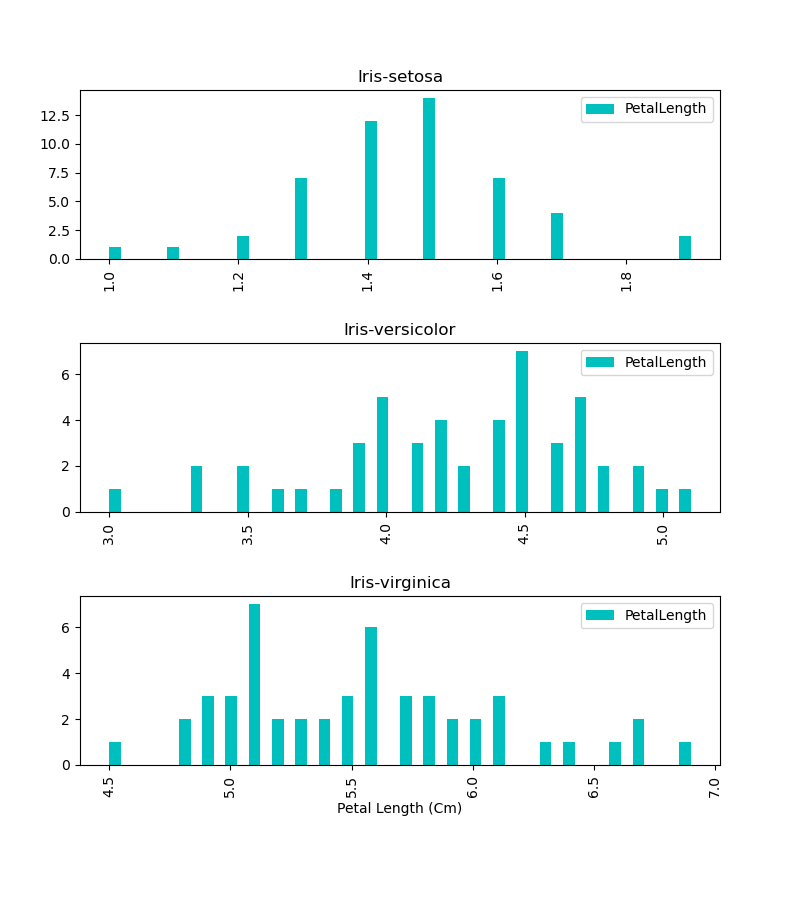 Iris-setosa
PetalLength
12.5
10.0
7.5
5.0
2.5
0.0
1.0 1.2 1.4 1.6 1.8
Iris-versicolor
PetalLength
6
4
2
0
3.0 3.5 4.0 4.5 5.0
Iris-virginica
PetalLength
6
4
2
0
4.5 5.0 5.5 6.0 6.5 7.0
Petal Length (Cm)